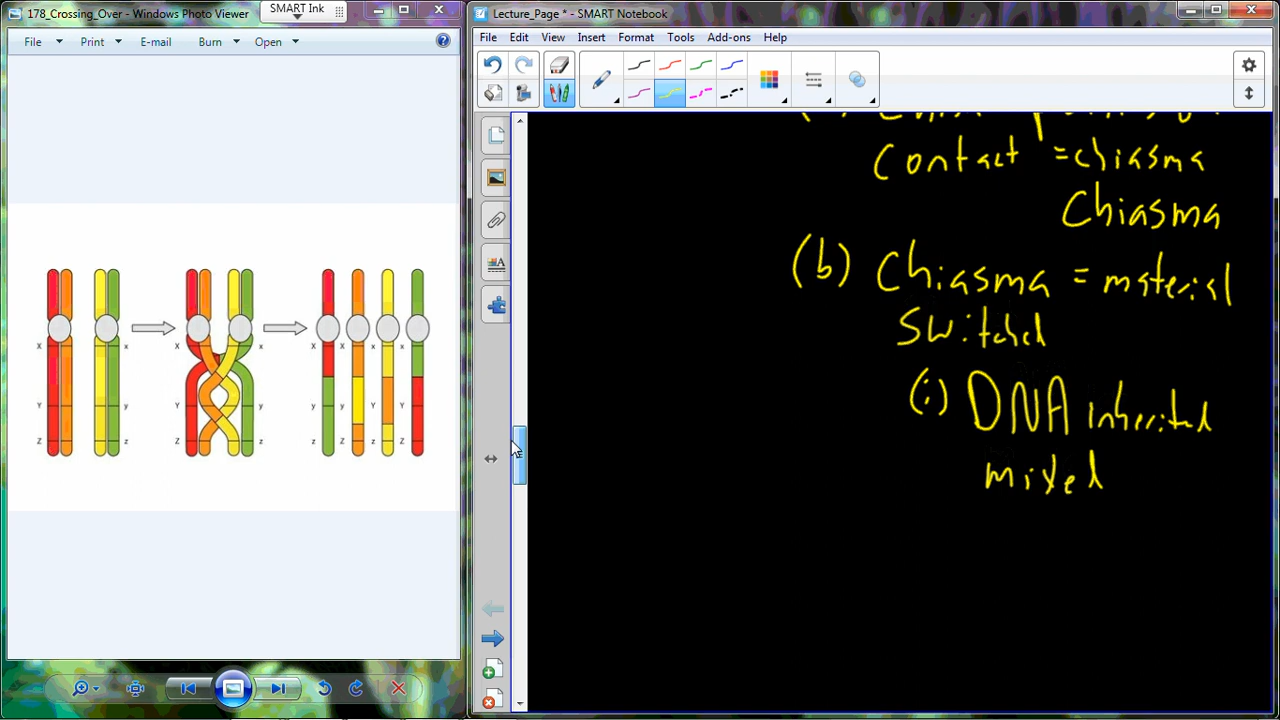 178_Crossing_Over - Windows Photo Viewer
SMART Ink
File Print E-mail Burn Open
X x X x X x
Y y Y y Y y
Z z Z z Z z
Lecture_Page * - SMART Notebook
File Edit View Insert Format Tools Add-ons Help
Contact = chiasma
Chiasma
(b) Chiasma = material
Switched
(i) DNA inherited
mixed